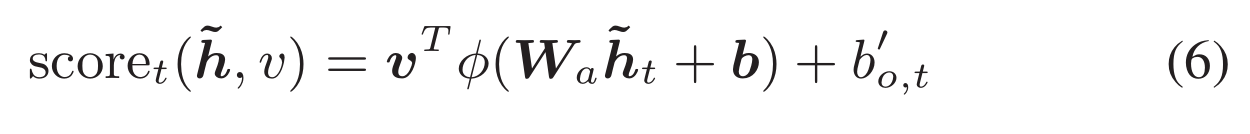 score_t(h̃, v) = v^T ϕ(W_a h̃_t + b) + b′_{o,t} (6)